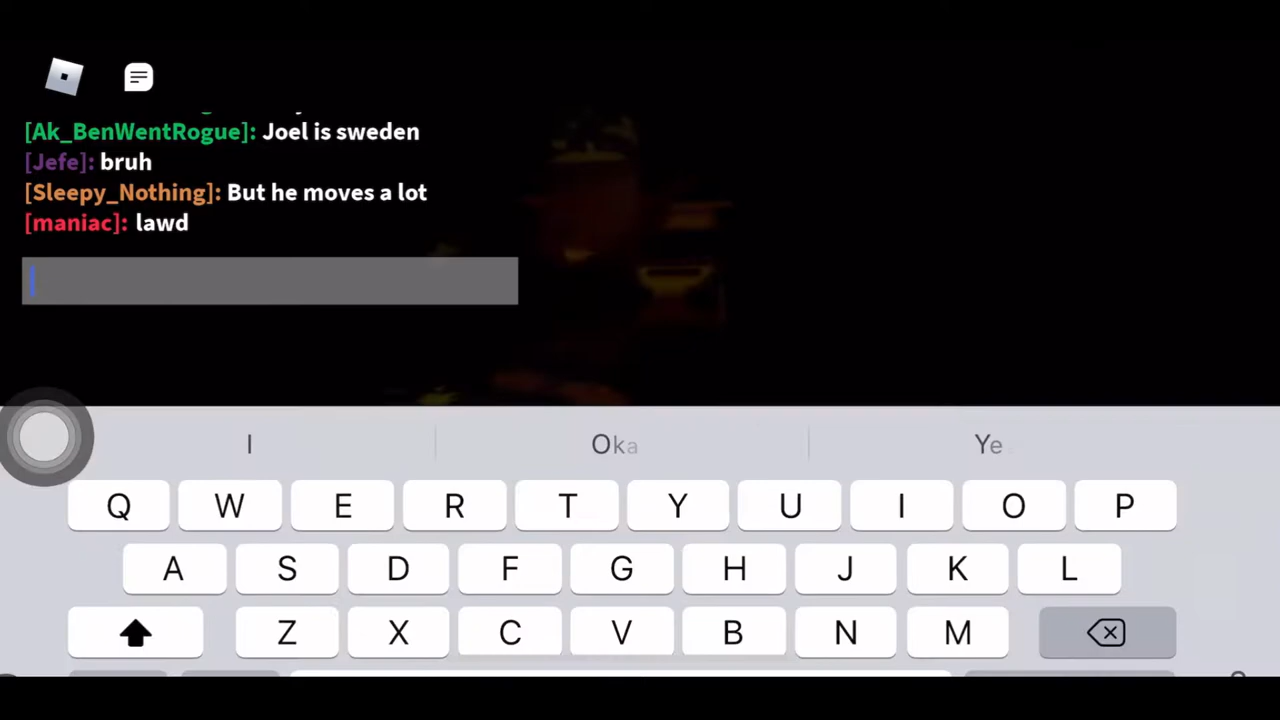 [Ak_BenWentRogue]: Joel is sweden
[Jefe]: bruh
[Sleepy_Nothing]: But he moves a lot
[maniac]: lawd
I Oka Ye
Q W E R T Y U I O P
A S D F G H J K L
Z X C V B N M